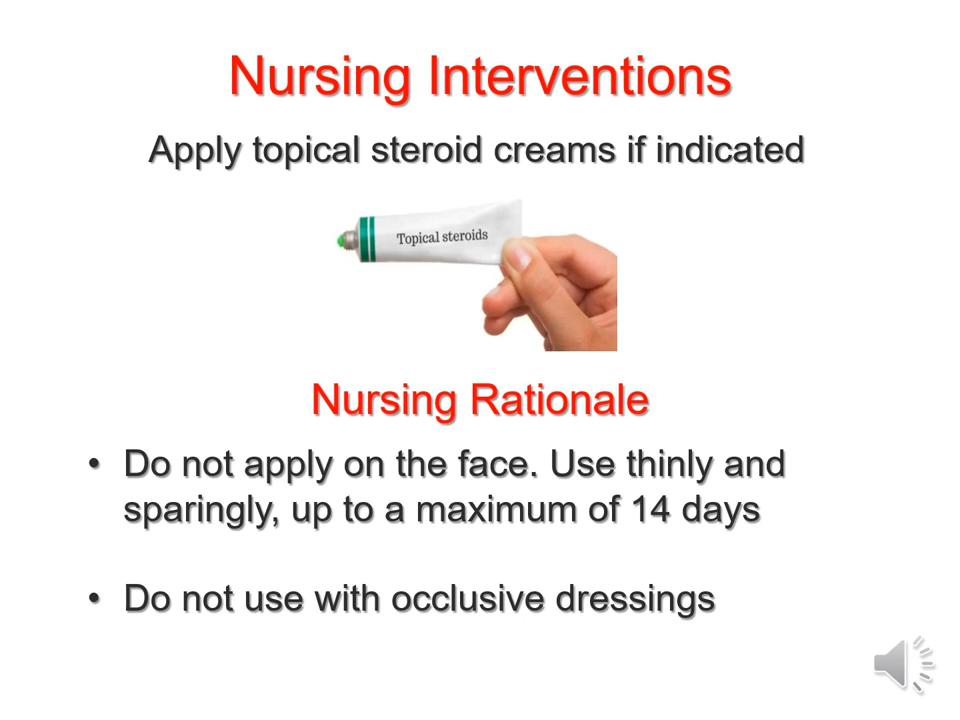 Nursing Interventions
Apply topical steroid creams if indicated
Topical steroids
Nursing Rationale
• Do not apply on the face. Use thinly and
sparingly, up to a maximum of 14 days
• Do not use with occlusive dressings